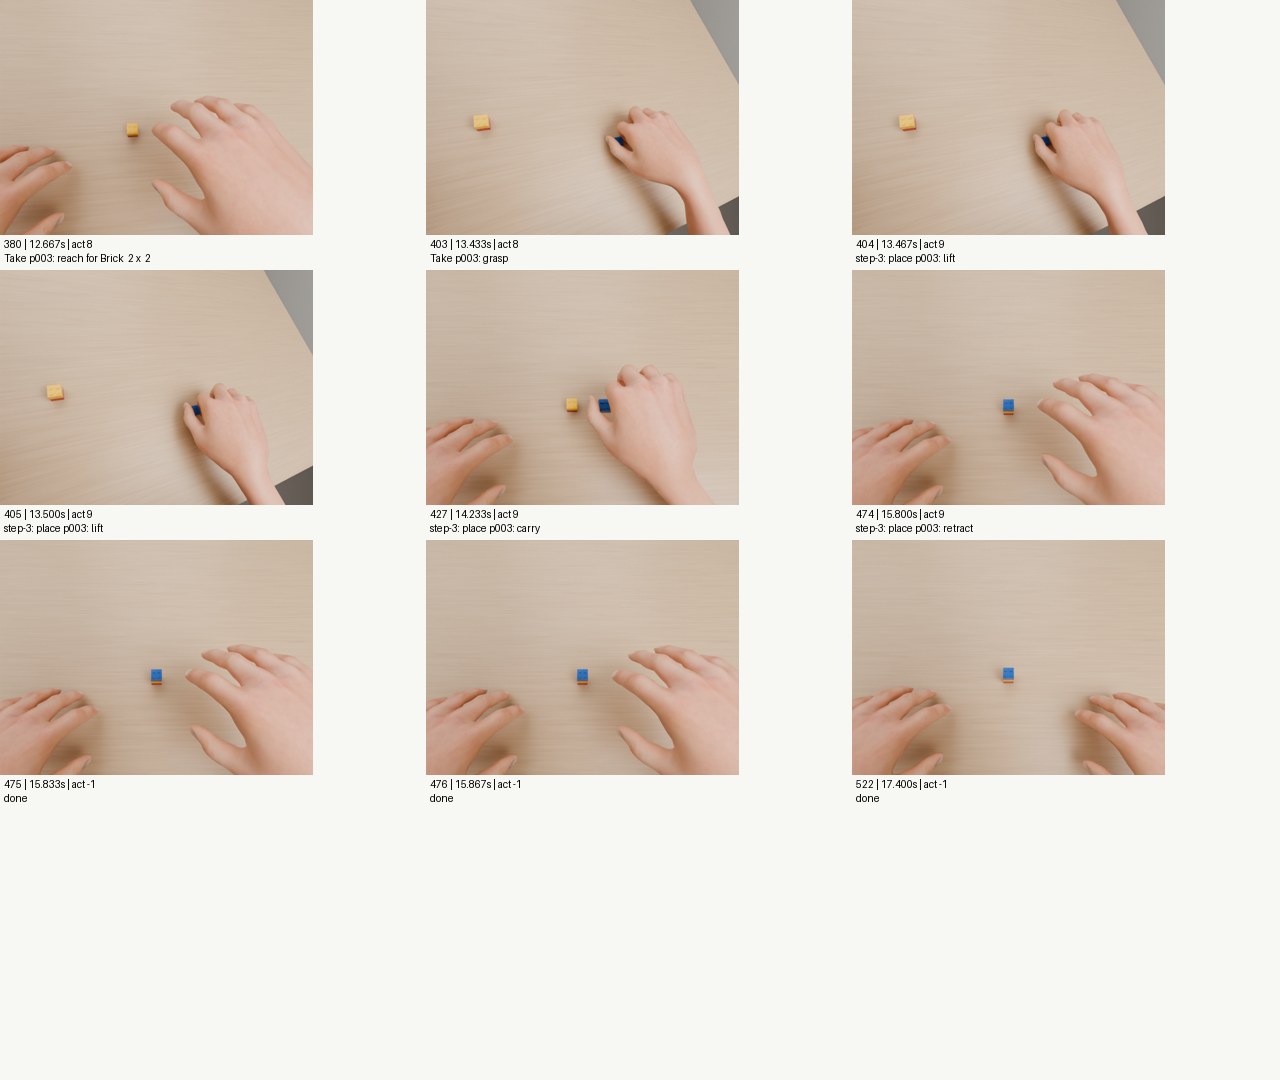 380 | 12.667s | act 8
Take p003: reach for Brick  2 x  2
403 | 13.433s | act 8
Take p003: grasp
404 | 13.467s | act 9
step-3: place p003: lift
405 | 13.500s | act 9
step-3: place p003: lift
427 | 14.233s | act 9
step-3: place p003: carry
474 | 15.800s | act 9
step-3: place p003: retract
475 | 15.833s | act -1
done
476 | 15.867s | act -1
done
522 | 17.400s | act -1
done